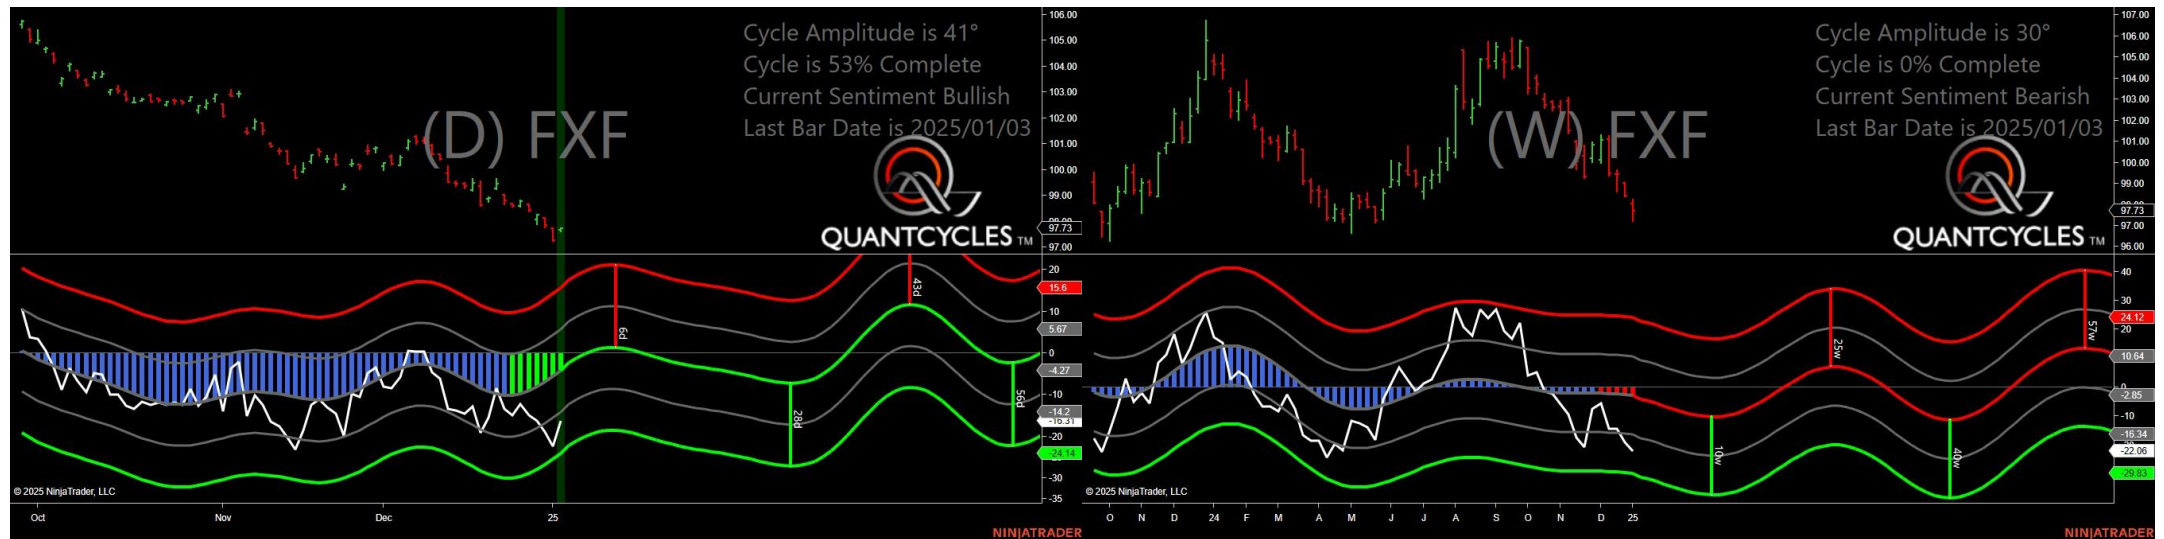 106.00
105.00
104.00
103.00
102.00
101.00
100.00
99.00
98.00
97.73
97.00
Cycle Amplitude is 41°
Cycle is 53% Complete
Current Sentiment Bullish
Last Bar Date is 2025/01/03
(D) FXF
QUANTCYCLES TM
20
15.6
10
5.67
0
-4.27
-10
-14.2
-16.31
-20
-24.14
-30
-35
6d
28d
43d
56d
© 2025 NinjaTrader, LLC
Oct Nov Dec 25
NINJATRADER
107.00
106.00
105.00
104.00
103.00
102.00
101.00
100.00
99.00
97.73
97.00
96.00
Cycle Amplitude is 30°
Cycle is 0% Complete
Current Sentiment Bearish
Last Bar Date is 2025/01/03
(W) FXF
QUANTCYCLES TM
40
30
24.12
20
10.64
0
-2.85
-10
-16.34
-22.06
-29.83
10w
25w
40w
57w
© 2025 NinjaTrader, LLC
O N D 24 F M A M J J A S O N D 25
NINJATRADER